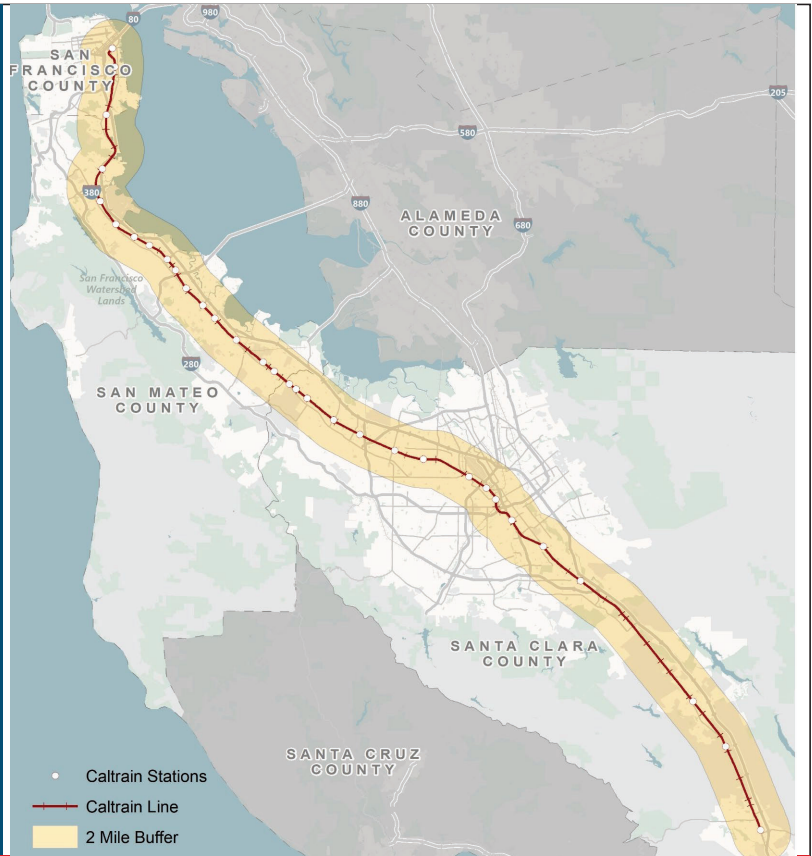 80
980
SAN
FRANCISCO
COUNTY
205
580
380
880
ALAMEDA
COUNTY
680
San Francisco
Watershed
Lands
280
SAN MATEO
COUNTY
SANTA CLARA
COUNTY
SANTA CRUZ
COUNTY
Caltrain Stations
Caltrain Line
2 Mile Buffer